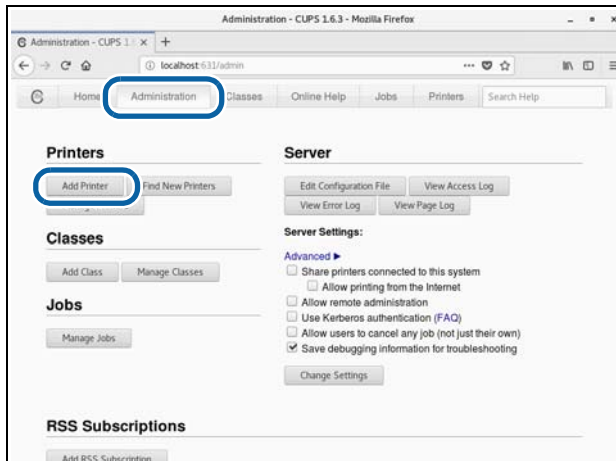 Administration - CUPS 1.6.3 - Mozilla Firefox
Administration - CUPS 1
localhost:631/admin
Home Administration Classes Online Help Jobs Printers Search Help
Printers
Add Printer Find New Printers
Server
Edit Configuration File View Access Log
View Error Log View Page Log
Classes
Add Class Manage Classes
Jobs
Manage Jobs
Server Settings:
Advanced ▶
Share printers connected to this system
Allow printing from the Internet
Allow remote administration
Use Kerberos authentication (FAQ)
Allow users to cancel any job (not just their own)
Save debugging information for troubleshooting
Change Settings
RSS Subscriptions
Add RSS Subscription